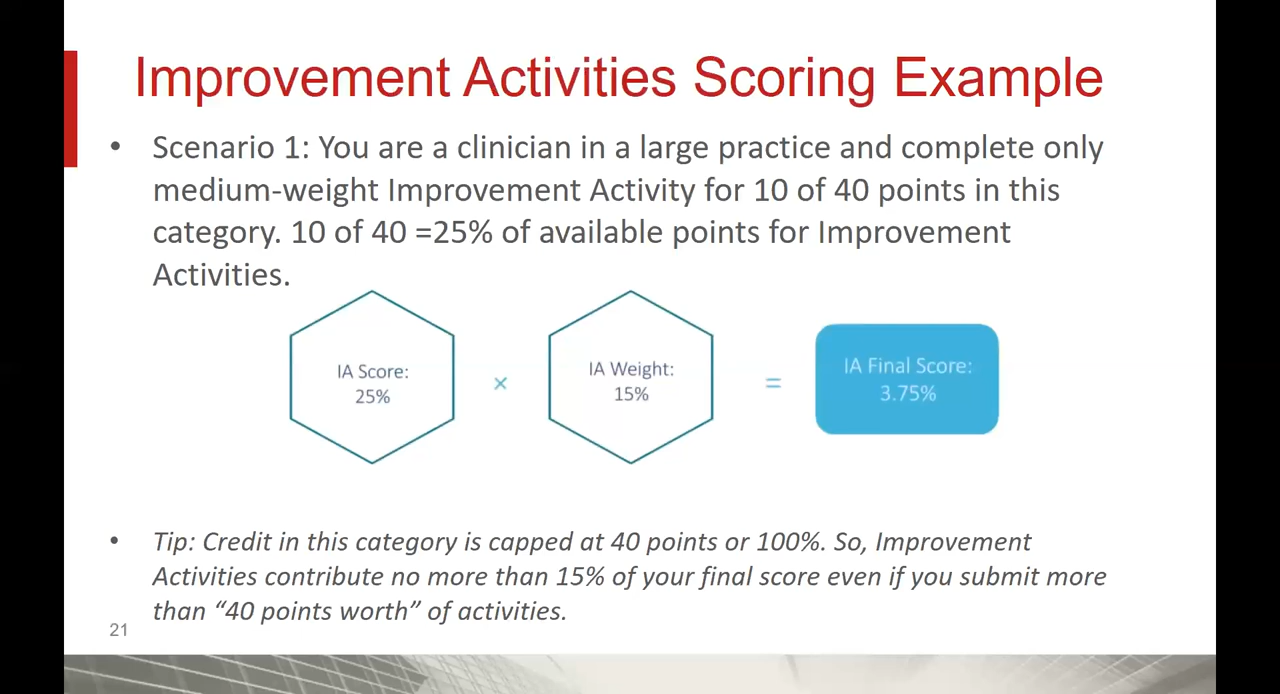 Improvement Activities Scoring Example
• Scenario 1: You are a clinician in a large practice and complete only
medium-weight Improvement Activity for 10 of 40 points in this
category. 10 of 40 =25% of available points for Improvement
Activities.
IA Score:
25%
×
IA Weight:
15%
=
IA Final Score:
3.75%
• Tip: Credit in this category is capped at 40 points or 100%. So, Improvement
Activities contribute no more than 15% of your final score even if you submit more
than “40 points worth” of activities.
21